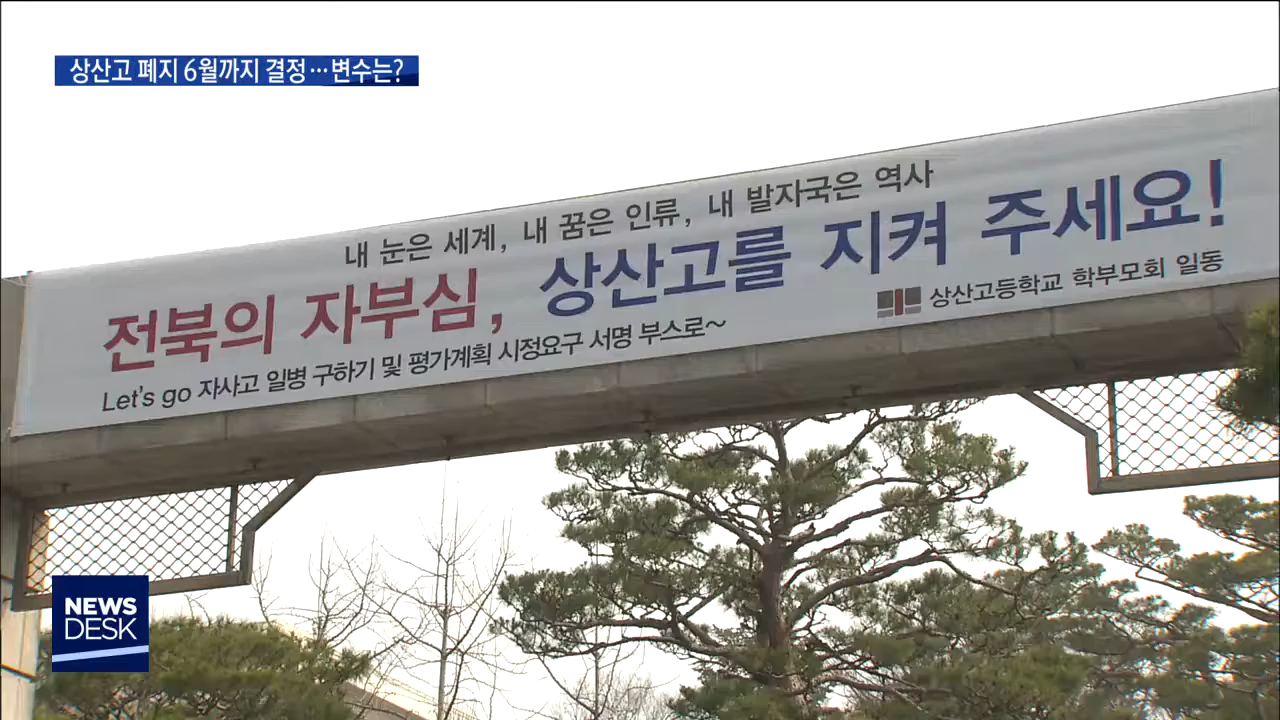 상산고 폐지 6월까지 결정…변수는?
내 눈은 세계, 내 꿈은 인류, 내 발자국은 역사
전북의 자부심, 상산고를 지켜 주세요!
Let's go 자사고 일병 구하기 및 평가계획 시정요구 서명 부스로~
상산고등학교 학부모회 일동
NEWS
DESK